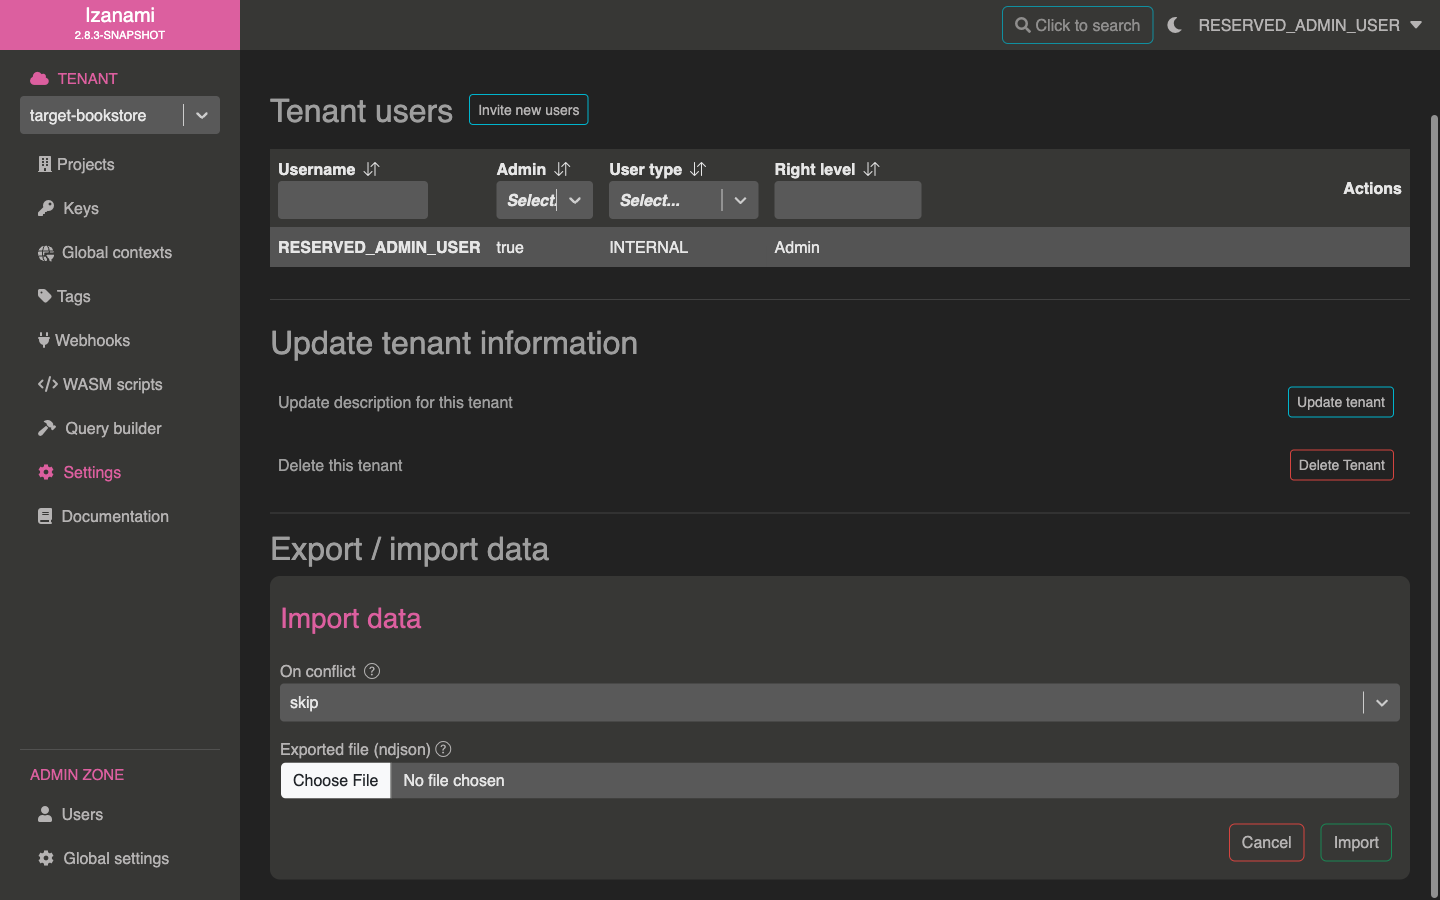 Izanami
2.8.3-SNAPSHOT
Click to search
RESERVED_ADMIN_USER
TENANT
target-bookstore
Projects
Keys
Global contexts
Tags
Webhooks
WASM scripts
Query builder
Settings
Documentation
ADMIN ZONE
Users
Global settings
Tenant users
Invite new users
Username
Admin
User type
Right level
Actions
Select.
Select...
RESERVED_ADMIN_USER true INTERNAL Admin
Update tenant information
Update description for this tenant
Update tenant
Delete this tenant
Delete Tenant
Export / import data
Import data
On conflict
skip
Exported file (ndjson)
Choose File No file chosen
Cancel
Import